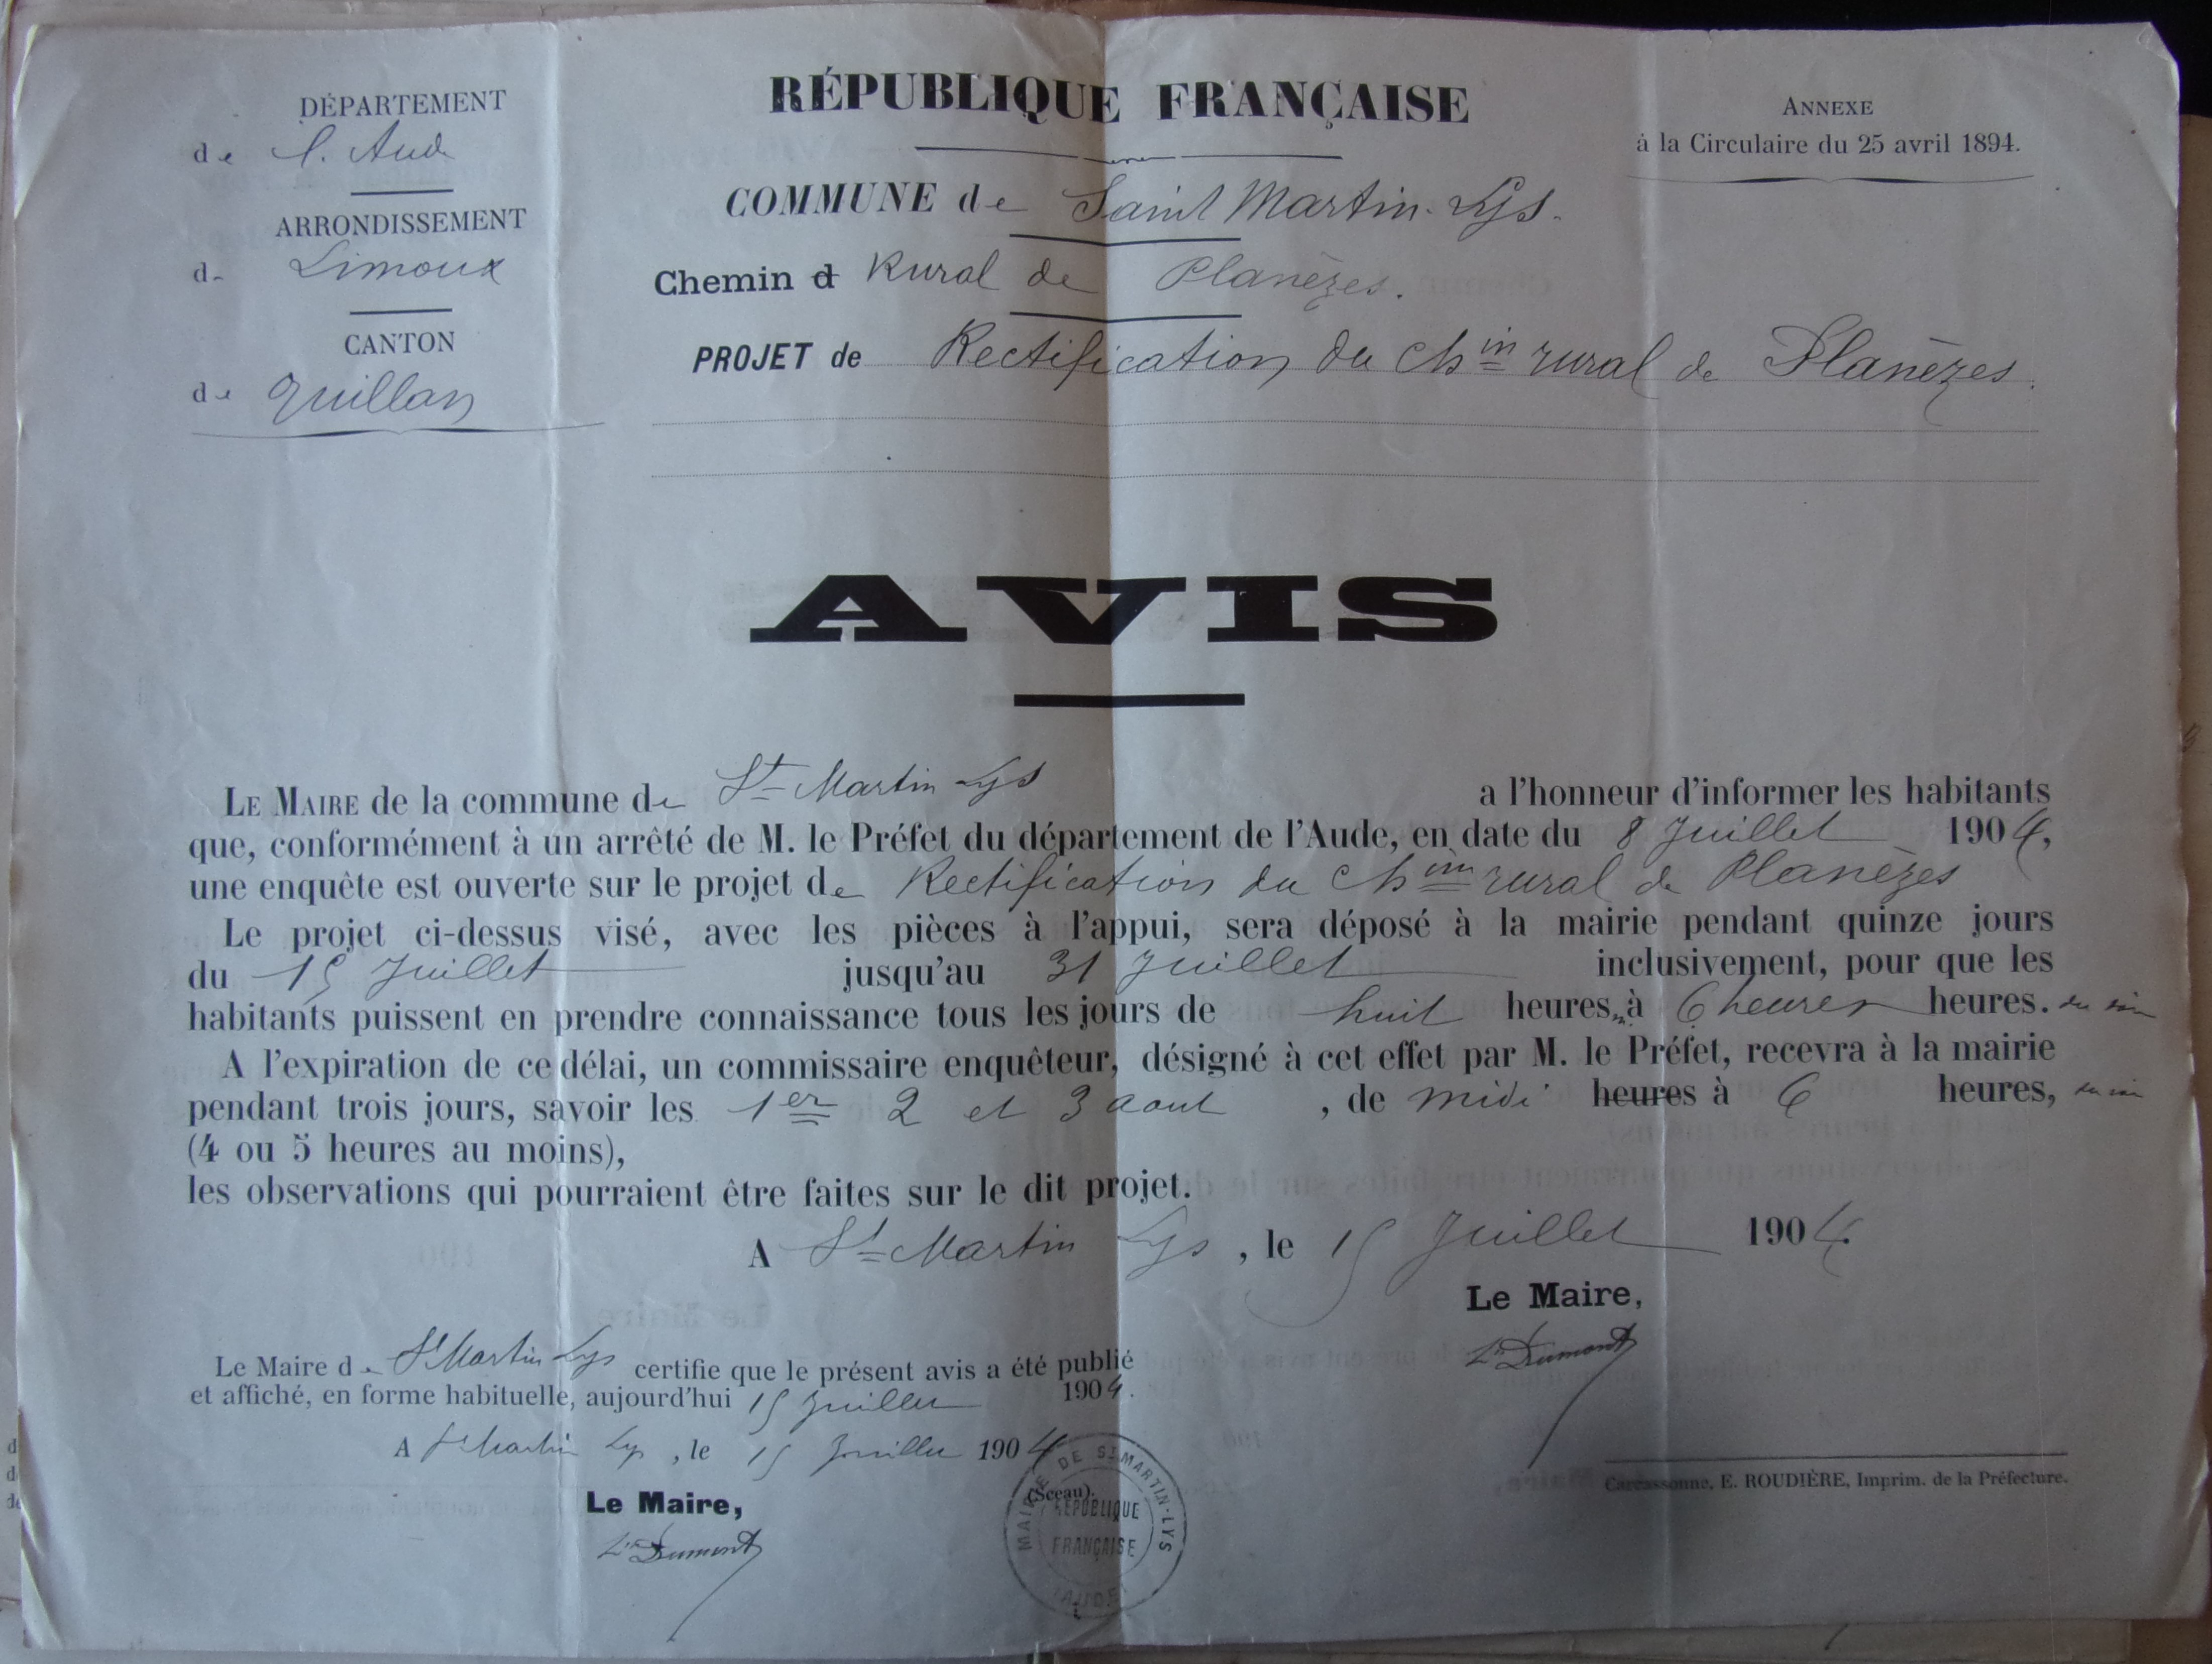 DÉPARTEMENT
de l'Aude
ARRONDISSEMENT
de Limoux
CANTON
de Quillan
RÉPUBLIQUE FRANÇAISE
COMMUNE de Saint Martin-Lys.
Chemin d Rural de Planèzes.
PROJET de Rectification du Chin rural de Planèzes.
ANNEXE
à la Circulaire du 25 avril 1894.
AVIS
LE MAIRE de la commune de St Martin Lys a l'honneur d'informer les habitants
que, conformément à un arrêté de M. le Préfet du département de l'Aude, en date du 8 Juillet 1904,
une enquête est ouverte sur le projet de Rectification du Chin rural de Planèzes
Le projet ci-dessus visé, avec les pièces à l'appui, sera déposé à la mairie pendant quinze jours
du 15 Juillet jusqu'au 31 Juillet inclusivement, pour que les
habitants puissent en prendre connaissance tous les jours de huit heures à 6 heures heures. du soir
A l'expiration de ce délai, un commissaire enquêteur, désigné à cet effet par M. le Préfet, recevra à la mairie
pendant trois jours, savoir les 1er 2 et 3 aout, de midi heures à 6 heures, du soir
(4 ou 5 heures au moins),
les observations qui pourraient être faites sur le dit projet.
A St Martin Lys, le 15 Juillet 1904.
Le Maire,
Dumont
Le Maire de St Martin Lys certifie que le présent avis a été publié
et affiché, en forme habituelle, aujourd'hui 15 Juillet 1904.
A St Martin Lys, le 15 Juillet 1904
Le Maire,
Dumont
(Sceau).
MAIRIE DE ST MARTIN-LYS
RÉPUBLIQUE
FRANÇAISE
AUDE
Carcassonne, E. ROUDIÈRE, Imprim. de la Préfecture.